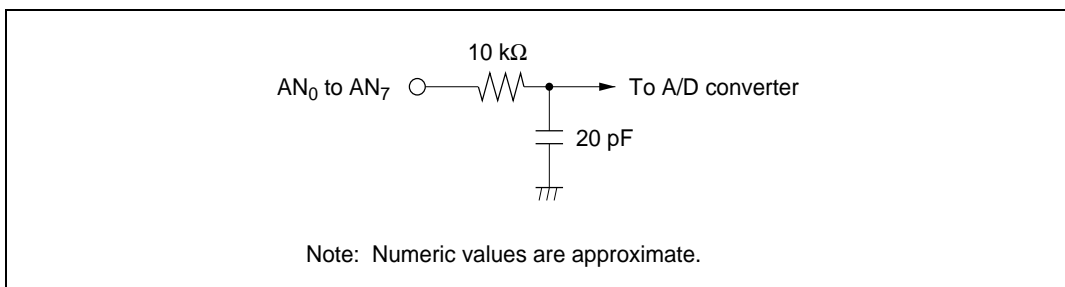 10 kΩ
AN0 to AN7 To A/D converter
20 pF
Note: Numeric values are approximate.